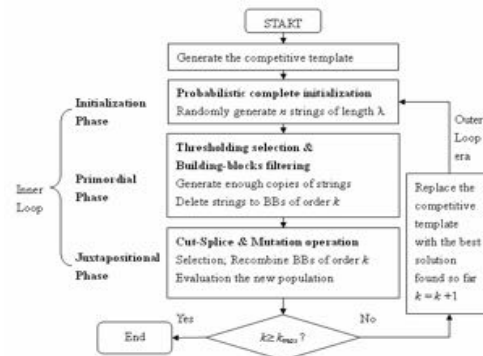 START
Generate the competitive template
Probabilistic complete initialization
Randomly generate n strings of length λ
Initialization
Phase
Thresholding selection &
Building-blocks filtering
Generate enough copies of strings
Delete strings to BBs of order k
Primordial
Phase
Inner
Loop
Cut-Splice & Mutation operation
Selection; Recombine BBs of order k
Evaluation the new population
Juxtapositional
Phase
Outer
Loop
era
Replace the
competitive
template
with the best
solution
found so far
k = k +1
Yes
No
End
k ≥ kmax ?